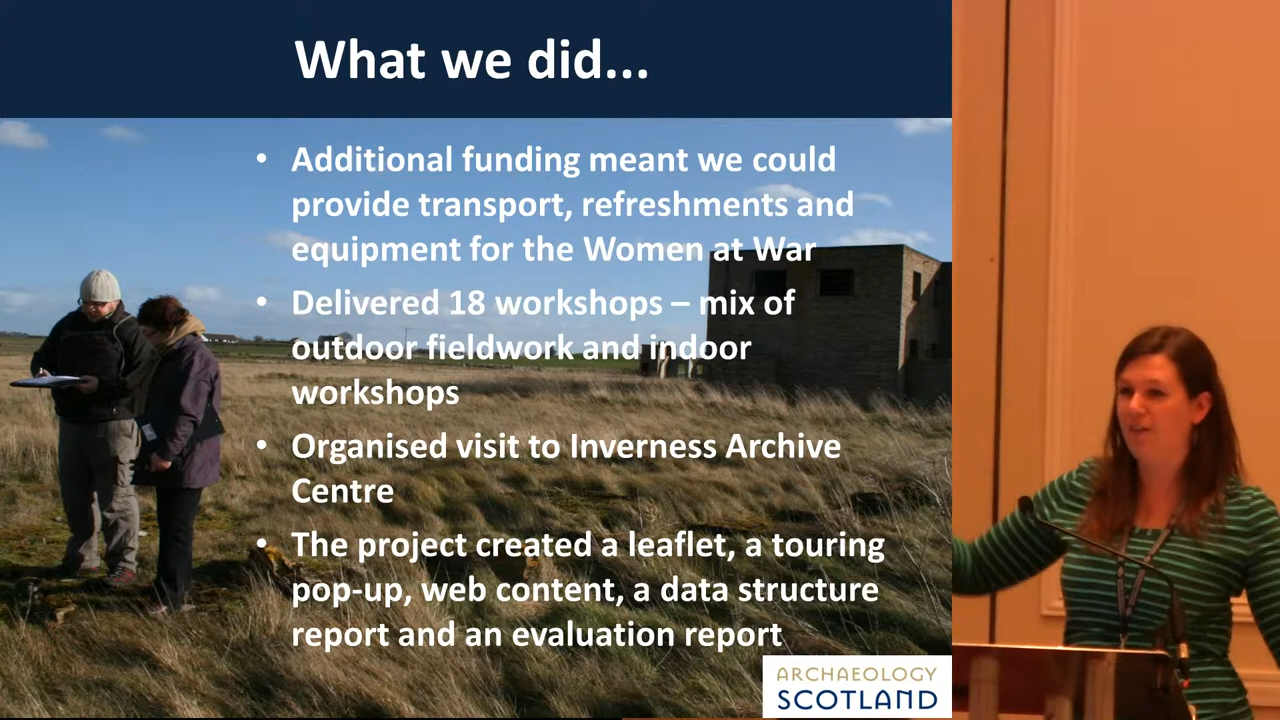 What we did...
• Additional funding meant we could
provide transport, refreshments and
equipment for the Women at War
• Delivered 18 workshops – mix of
outdoor fieldwork and indoor
workshops
• Organised visit to Inverness Archive
Centre
• The project created a leaflet, a touring
pop-up, web content, a data structure
report and an evaluation report
ARCHAEOLOGY
SCOTLAND